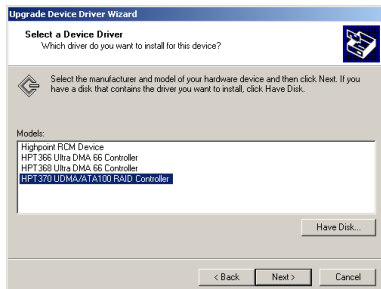 Upgrade Device Driver Wizard
Select a Device Driver
Which driver do you want to install for this device?
Select the manufacturer and model of your hardware device and then click Next. If you
have a disk that contains the driver you want to install, click Have Disk.
Models:
Highpoint RCM Device
HPT366 Ultra DMA 66 Controller
HPT368 Ultra DMA 66 Controller
HPT370 UDMA/ATA100 RAID Controller
Have Disk...
< Back
Next >
Cancel